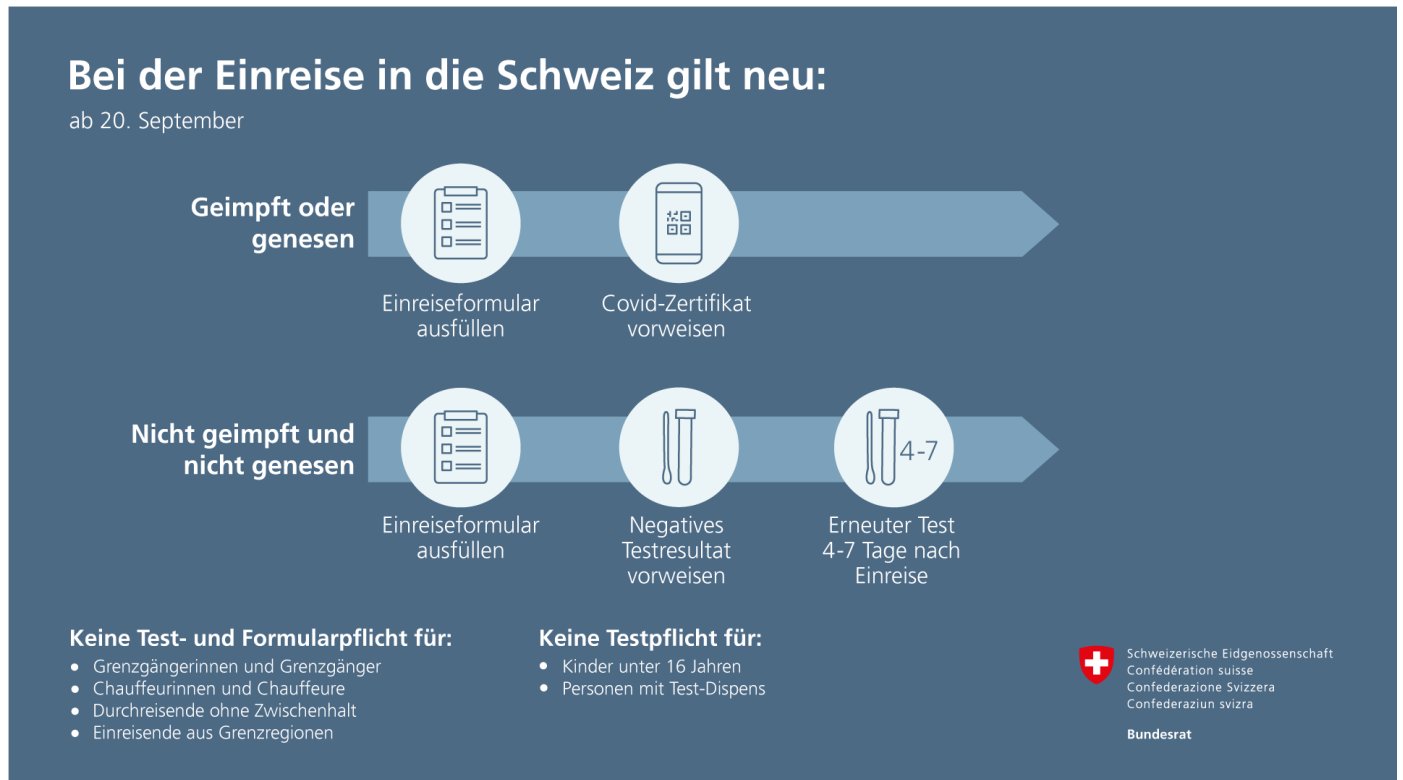 Bei der Einreise in die Schweiz gilt neu:
ab 20. September
Geimpft oder
genesen
Einreiseformular
ausfüllen
Covid-Zertifikat
vorweisen
Nicht geimpft und
nicht genesen
4-7
Einreiseformular
ausfüllen
Negatives
Testresultat
vorweisen
Erneuter Test
4-7 Tage nach
Einreise
Keine Test- und Formularpflicht für:
• Grenzgängerinnen und Grenzgänger
• Chauffeurinnen und Chauffeure
• Durchreisende ohne Zwischenhalt
• Einreisende aus Grenzregionen
Keine Testpflicht für:
• Kinder unter 16 Jahren
• Personen mit Test-Dispens
Schweizerische Eidgenossenschaft
Confédération suisse
Confederazione Svizzera
Confederaziun svizra
Bundesrat